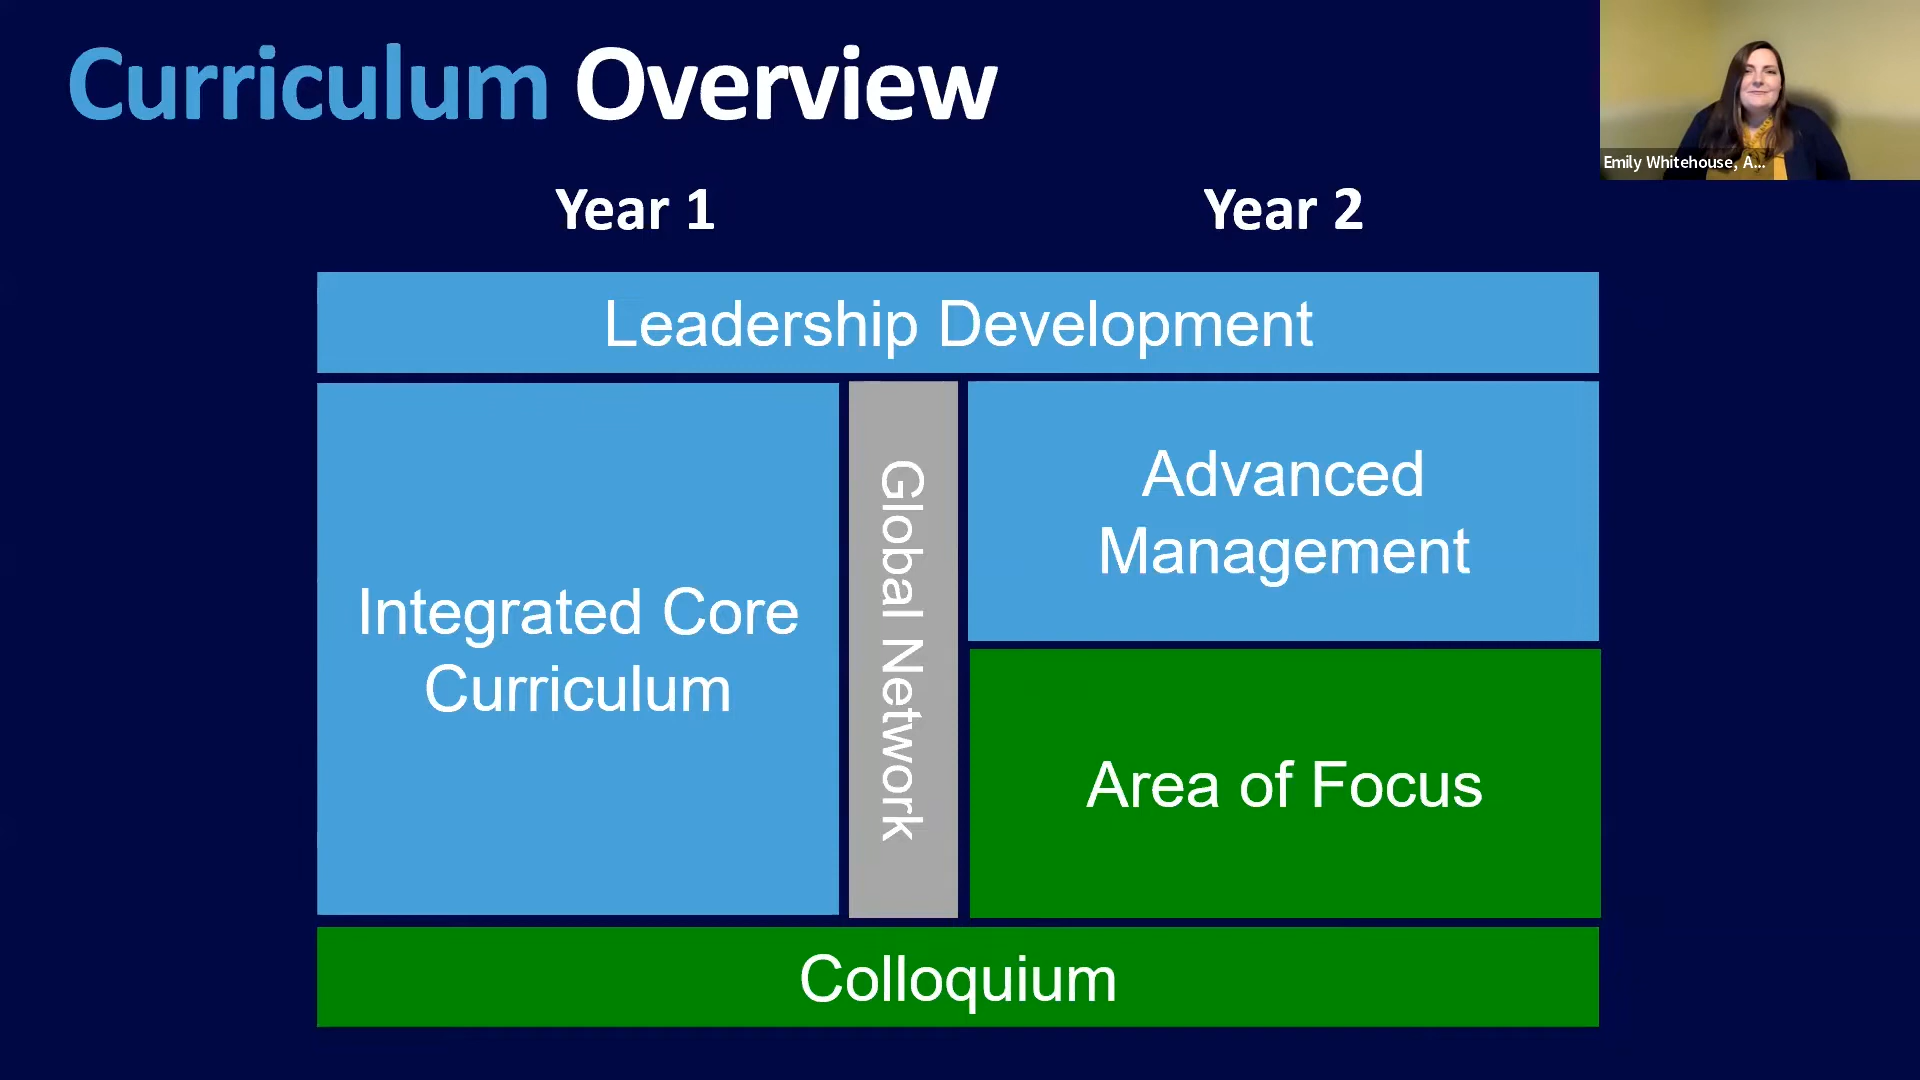 Curriculum Overview
Emily Whitehouse, A...
Year 1
Year 2
Leadership Development
Integrated Core
Curriculum
Global Network
Advanced
Management
Area of Focus
Colloquium